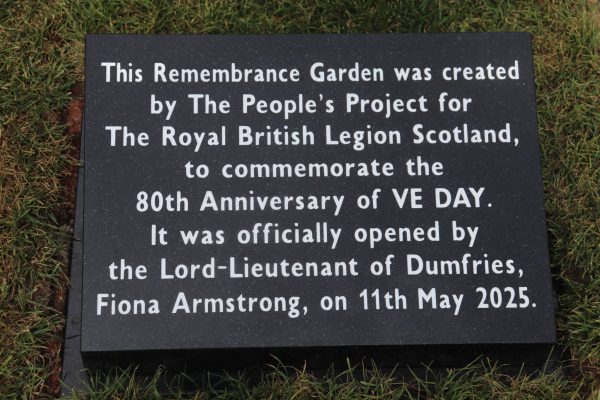 This Remembrance Garden was created
by The People's Project for
The Royal British Legion Scotland,
to commemorate the
80th Anniversary of VE DAY.
It was officially opened by
the Lord-Lieutenant of Dumfries,
Fiona Armstrong, on 11th May 2025.